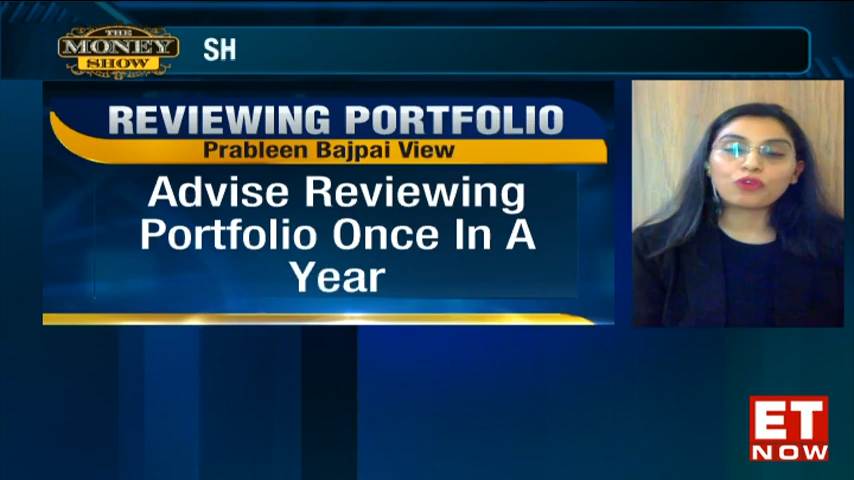 THE
MONEY
SHOW
SH
REVIEWING PORTFOLIO
Prableen Bajpai View
Advise Reviewing
Portfolio Once In A
Year
ET
NOW